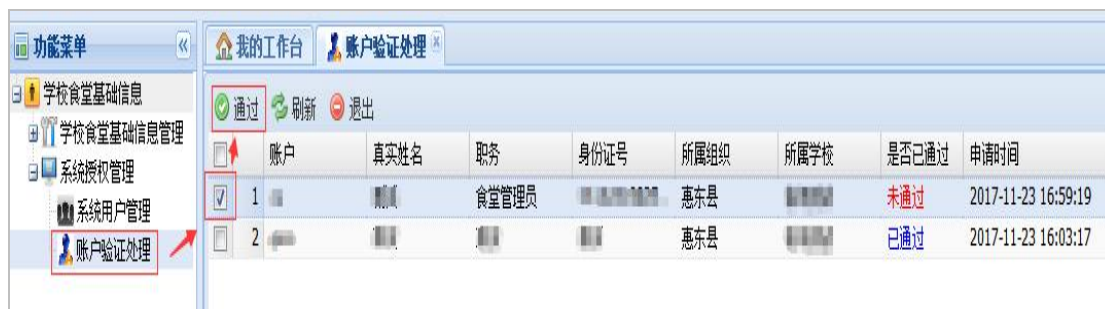 功能菜单
我的工作台 账户验证处理
学校食堂基础信息
学校食堂基础信息管理
系统授权管理
系统用户管理
账户验证处理
通过 刷新 退出
账户 真实姓名 职务 身份证号 所属组织 所属学校 是否已通过 申请时间
1 食堂管理员 惠东县 未通过 2017-11-23 16:59:19
2 惠东县 已通过 2017-11-23 16:03:17